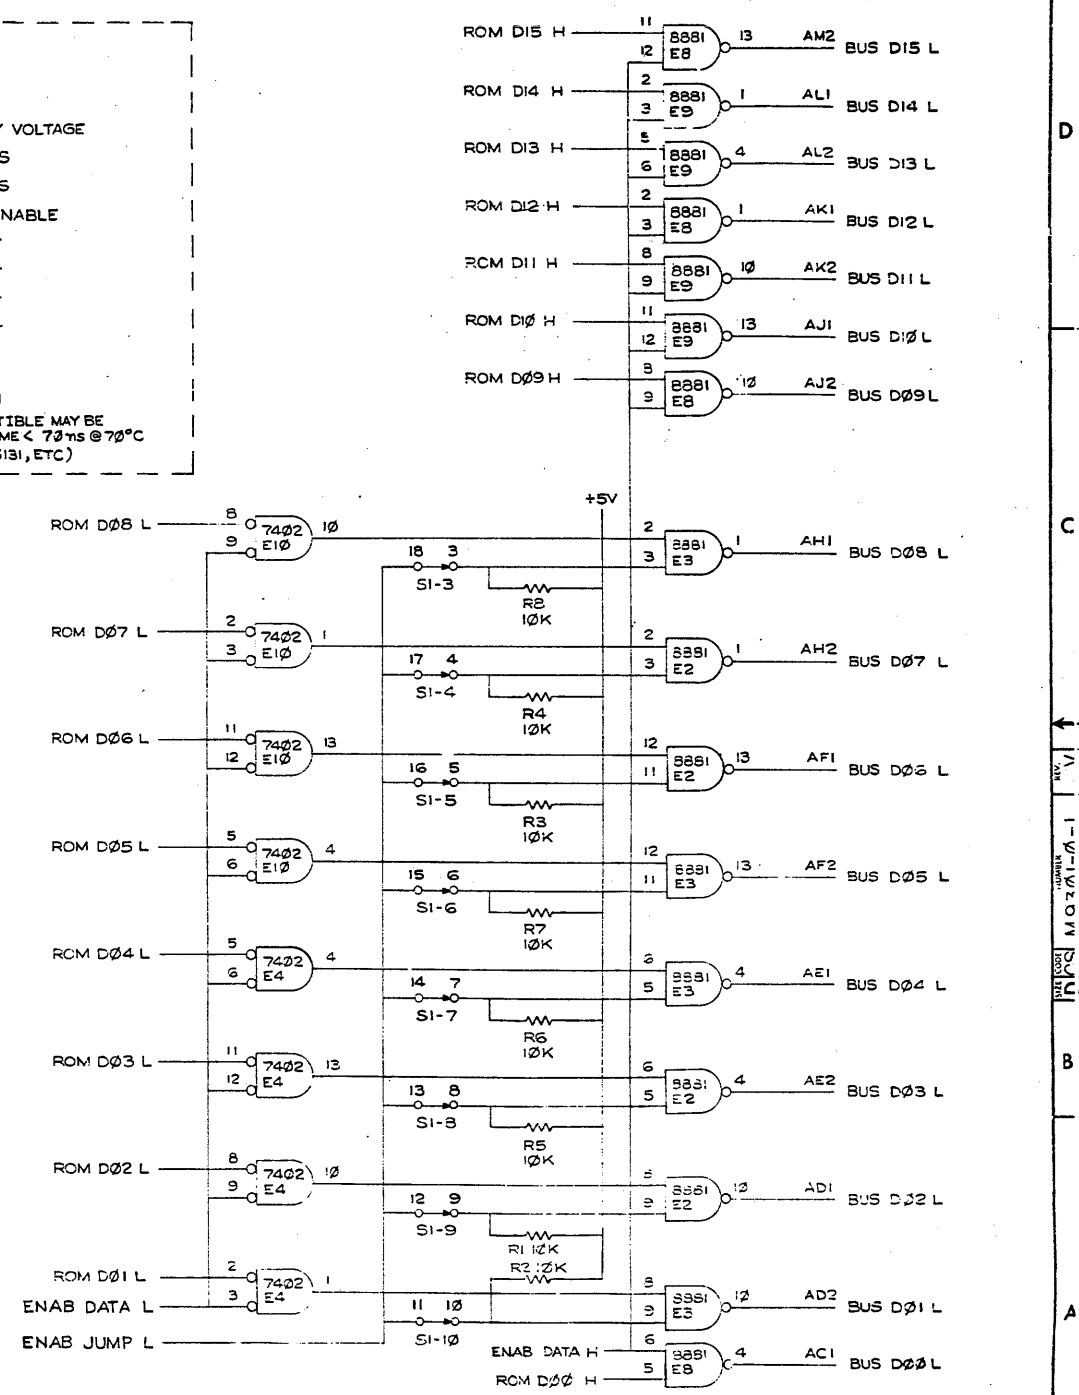 ROM D15 H 11 12 8881 E8 13 AM2 BUS D15 L
ROM D14 H 2 3 8881 E9 1 AL1 BUS D14 L
ROM D13 H 5 6 8881 E9 4 AL2 BUS D13 L
ROM D12 H 2 3 8881 E8 1 AK1 BUS D12 L
ROM D11 H 8 9 8881 E9 1Ø AK2 BUS D11 L
ROM D1Ø H 11 12 8881 E9 13 AJ1 BUS D1Ø L
ROM DØ9 H 8 9 8881 E8 1Ø AJ2 BUS DØ9 L
VOLTAGE
S
S
NABLE
TIBLE MAY BE
ME < 7Øns @ 7Ø°C
5131, ETC)
+5V
ROM DØ8 L 8 9 74Ø2 E1Ø 1Ø 2 3 8881 E3 1 AH1 BUS DØ8 L
18 3
S1-3
R8
1ØK
ROM DØ7 L 2 3 74Ø2 E1Ø 1 2 3 8881 E2 1 AH2 BUS DØ7 L
17 4
S1-4
R4
1ØK
ROM DØ6 L 11 12 74Ø2 E1Ø 13 12 11 8881 E2 13 AF1 BUS DØ6 L
16 5
S1-5
R3
1ØK
ROM DØ5 L 5 6 74Ø2 E1Ø 4 12 11 8881 E3 13 AF2 BUS DØ5 L
15 6
S1-6
R7
1ØK
ROM DØ4 L 5 6 74Ø2 E4 4 6 5 8881 E3 4 AE1 BUS DØ4 L
14 7
S1-7
R6
1ØK
ROM DØ3 L 11 12 74Ø2 E4 13 6 5 8881 E2 4 AE2 BUS DØ3 L
13 8
S1-8
R5
1ØK
ROM DØ2 L 8 9 74Ø2 E4 1Ø 8 9 8881 E2 1Ø AD1 BUS DØ2 L
12 9
S1-9
R1 1ØK
R2 1ØK
ROM DØ1 L 2 3 74Ø2 E4 1 8 9 8881 E3 1Ø AD2 BUS DØ1 L
ENAB DATA L
11 1Ø
S1-1Ø
ENAB JUMP L
ENAB DATA H 6 8881 E8 4 AC1 BUS DØØ L
ROM DØØ H 5
D
C
B
A
REV.
NUMBER
SIZE CODE